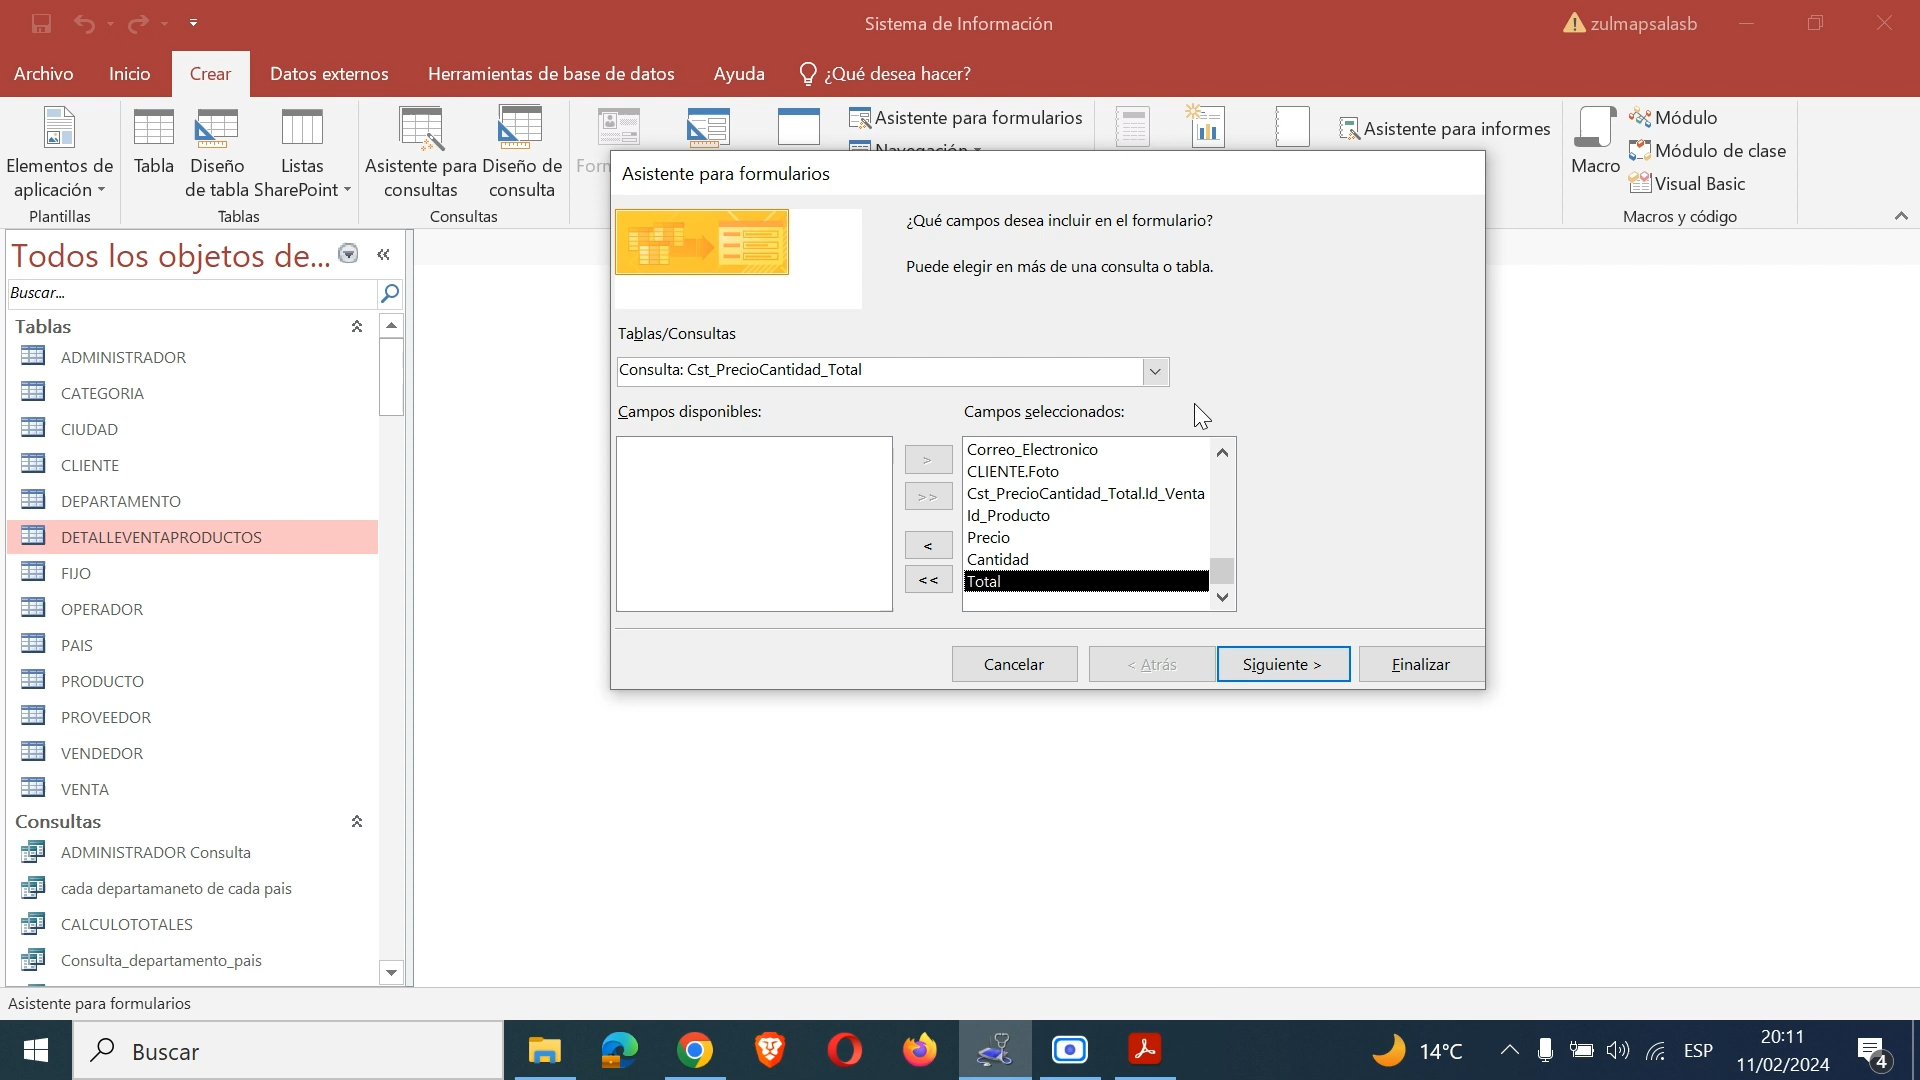 Sistema de Información
zulmapsalasb
Archivo
Inicio
Crear
Datos externos
Herramientas de base de datos
Ayuda
¿Qué desea hacer?
Elementos de
aplicación
Plantillas
Tabla
Diseño
de tabla
Listas
SharePoint
Tablas
Asistente para
consultas
Diseño de
consulta
Consultas
Asistente para formularios
Asistente para informes
Macro
Módulo
Módulo de clase
Visual Basic
Macros y código
Todos los objetos de...
Buscar...
Tablas
ADMINISTRADOR
CATEGORIA
CIUDAD
CLIENTE
DEPARTAMENTO
DETALLEVENTAPRODUCTOS
FIJO
OPERADOR
PAIS
PRODUCTO
PROVEEDOR
VENDEDOR
VENTA
Consultas
ADMINISTRADOR Consulta
cada departamaneto de cada pais
CALCULOTOTALES
Consulta_departamento_pais
Asistente para formularios
¿Qué campos desea incluir en el formulario?
Puede elegir en más de una consulta o tabla.
Tablas/Consultas
Consulta: Cst_PrecioCantidad_Total
Campos disponibles:
Campos seleccionados:
>
>>
<
<<
Correo_Electronico
CLIENTE.Foto
Cst_PrecioCantidad_Total.Id_Venta
Id_Producto
Precio
Cantidad
Total
Cancelar
< Atrás
Siguiente >
Finalizar
Asistente para formularios
Buscar
14°C
ESP
20:11
11/02/2024
4